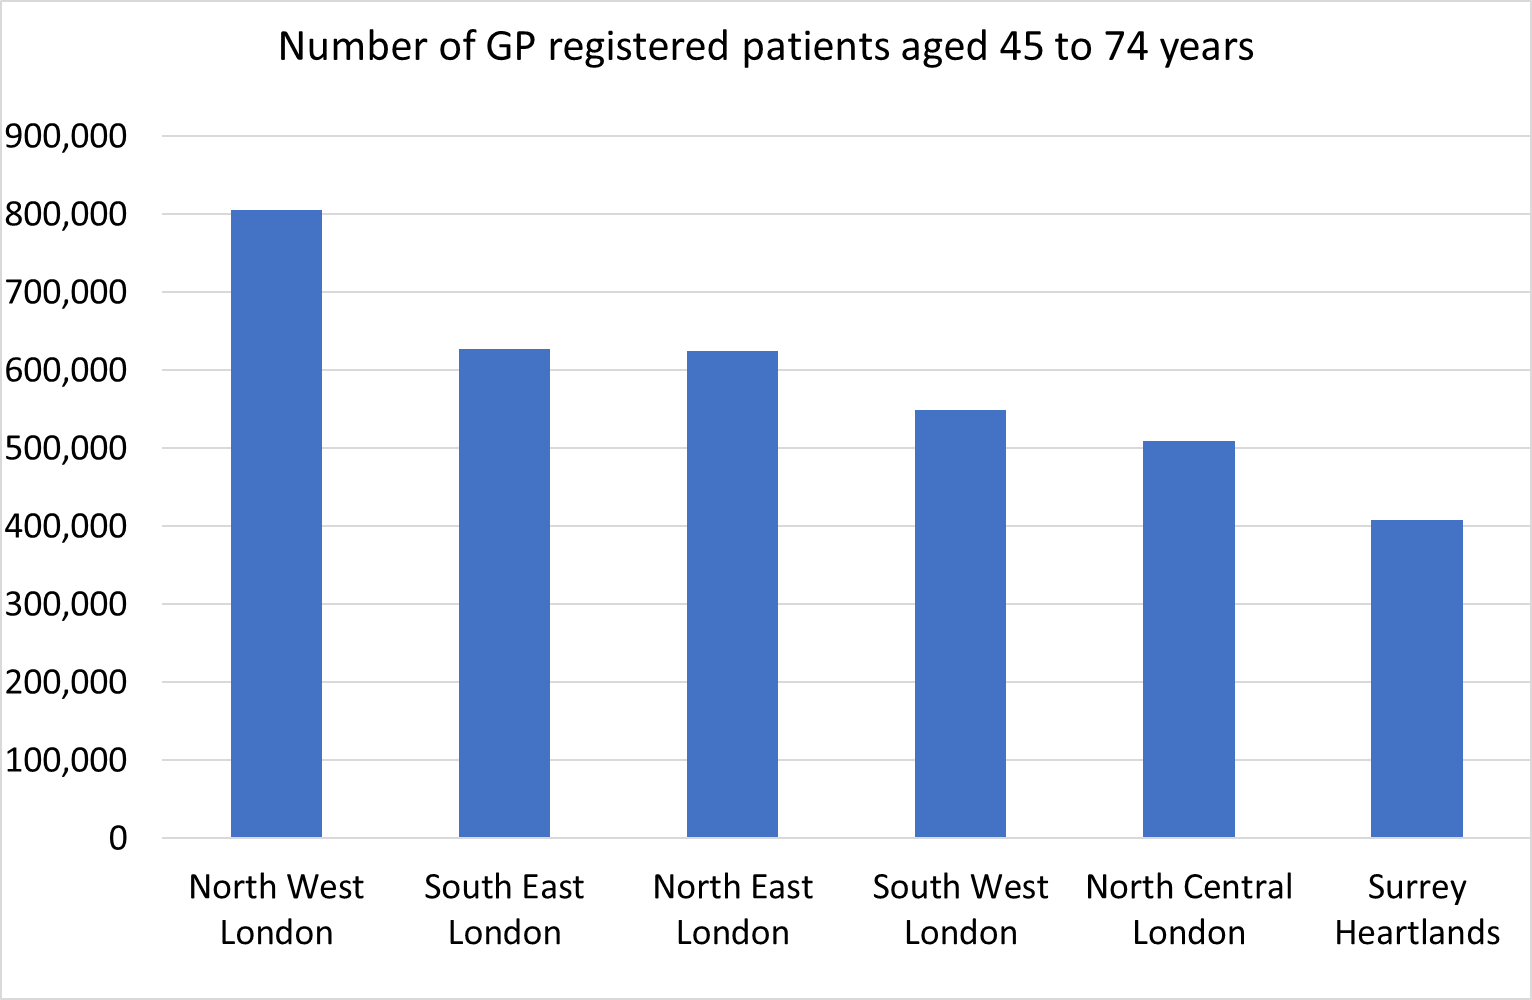 Number of GP registered patients aged 45 to 74 years
900,000
800,000
700,000
600,000
500,000
400,000
300,000
200,000
100,000
0
North West London
South East London
North East London
South West London
North Central London
Surrey Heartlands